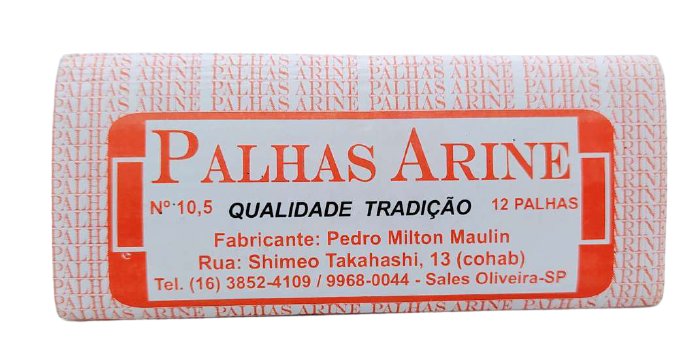 PALHAS ARINE
Nº 10,5 QUALIDADE TRADIÇÃO 12 PALHAS
Fabricante: Pedro Milton Maulin
Rua: Shimeo Takahashi, 13 (cohab)
Tel. (16) 3852-4109 / 9968-0044 - Sales Oliveira-SP